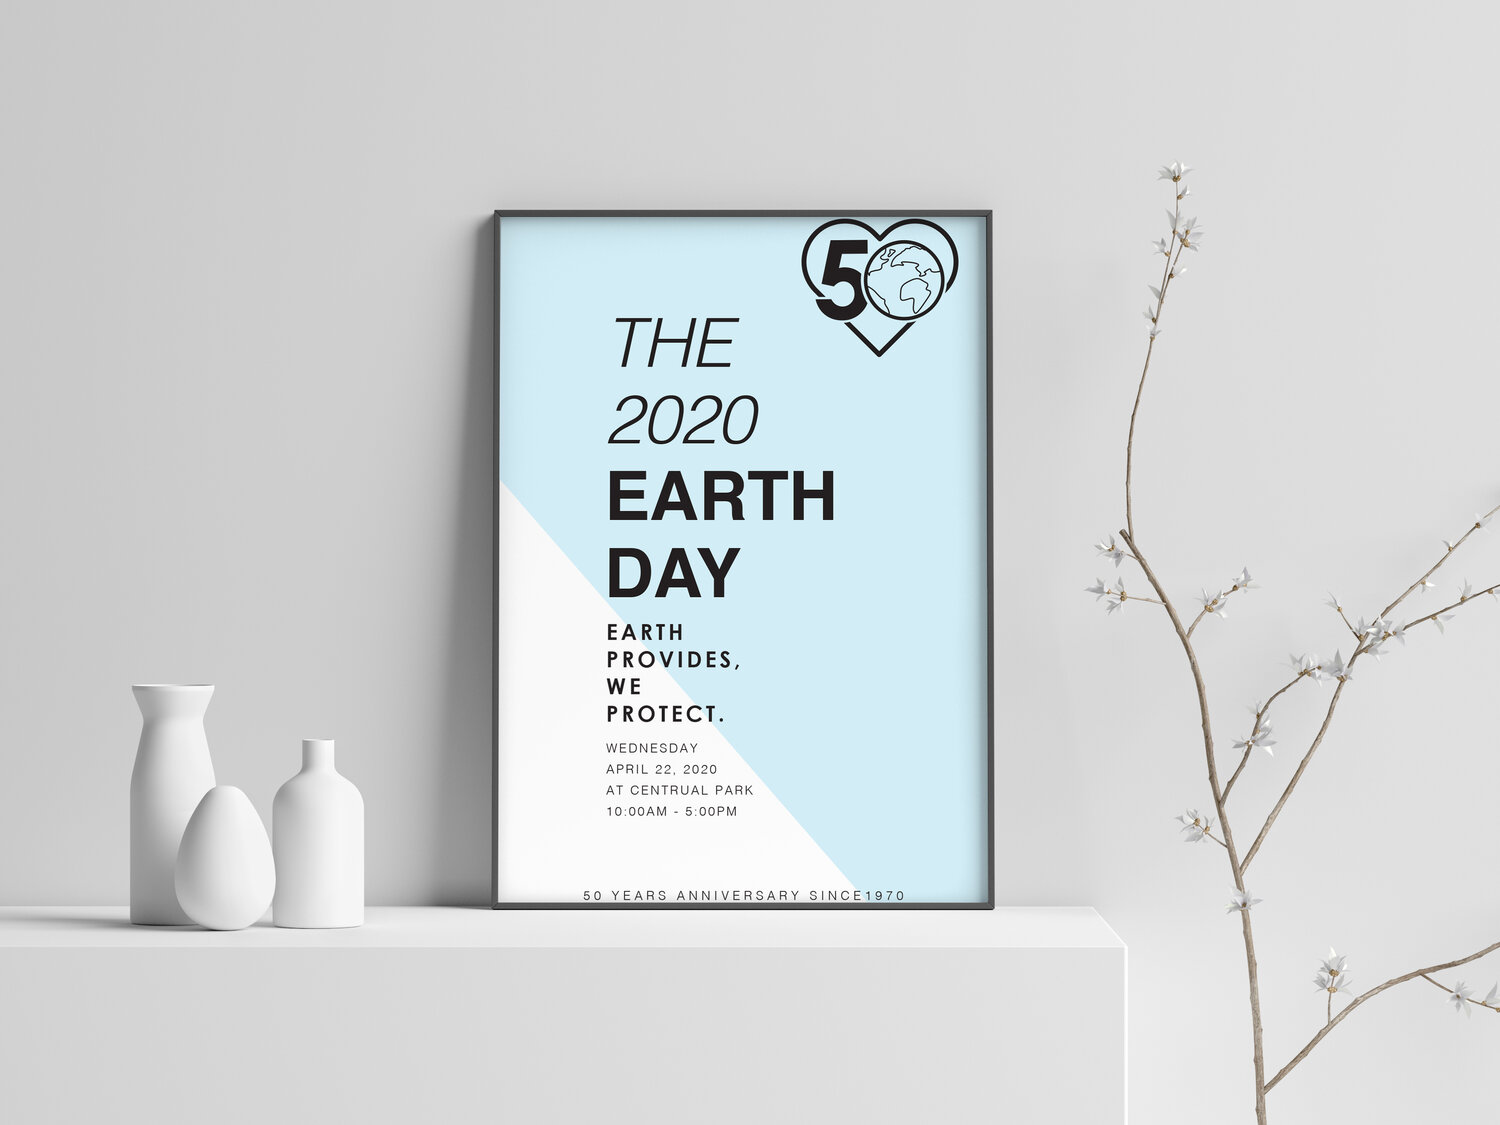 50
THE
2020
EARTH
DAY
EARTH
PROVIDES,
WE
PROTECT.
WEDNESDAY
APRIL 22, 2020
AT CENTRUAL PARK
10:00AM - 5:00PM
50 YEARS ANNIVERSARY SINCE1970